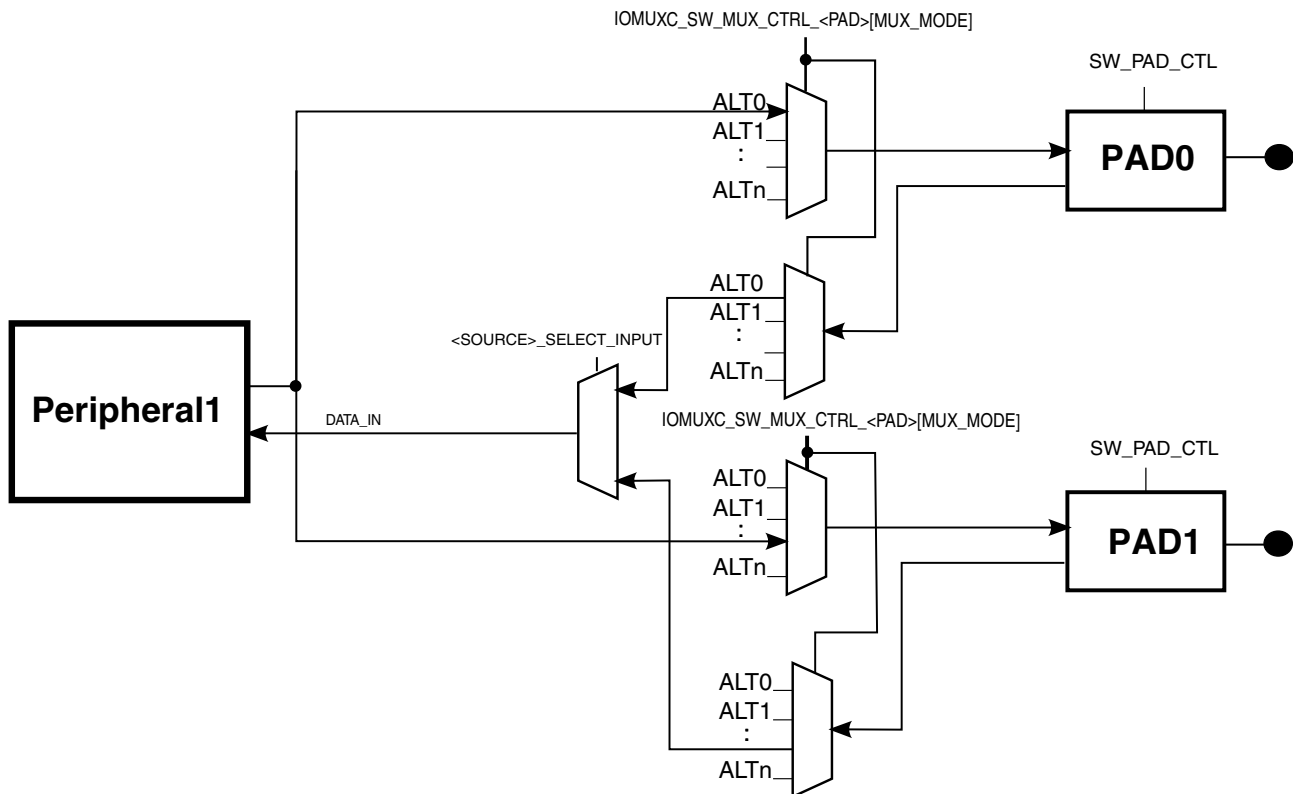 IOMUXC_SW_MUX_CTRL_<PAD>[MUX_MODE]
SW_PAD_CTL
ALT0
ALT1
:
ALTn
PAD0
ALT0
ALT1
:
ALTn
<SOURCE>_SELECT_INPUT
Peripheral1
DATA_IN
IOMUXC_SW_MUX_CTRL_<PAD>[MUX_MODE]
SW_PAD_CTL
ALT0
ALT1
:
ALTn
PAD1
ALT0
ALT1
:
ALTn